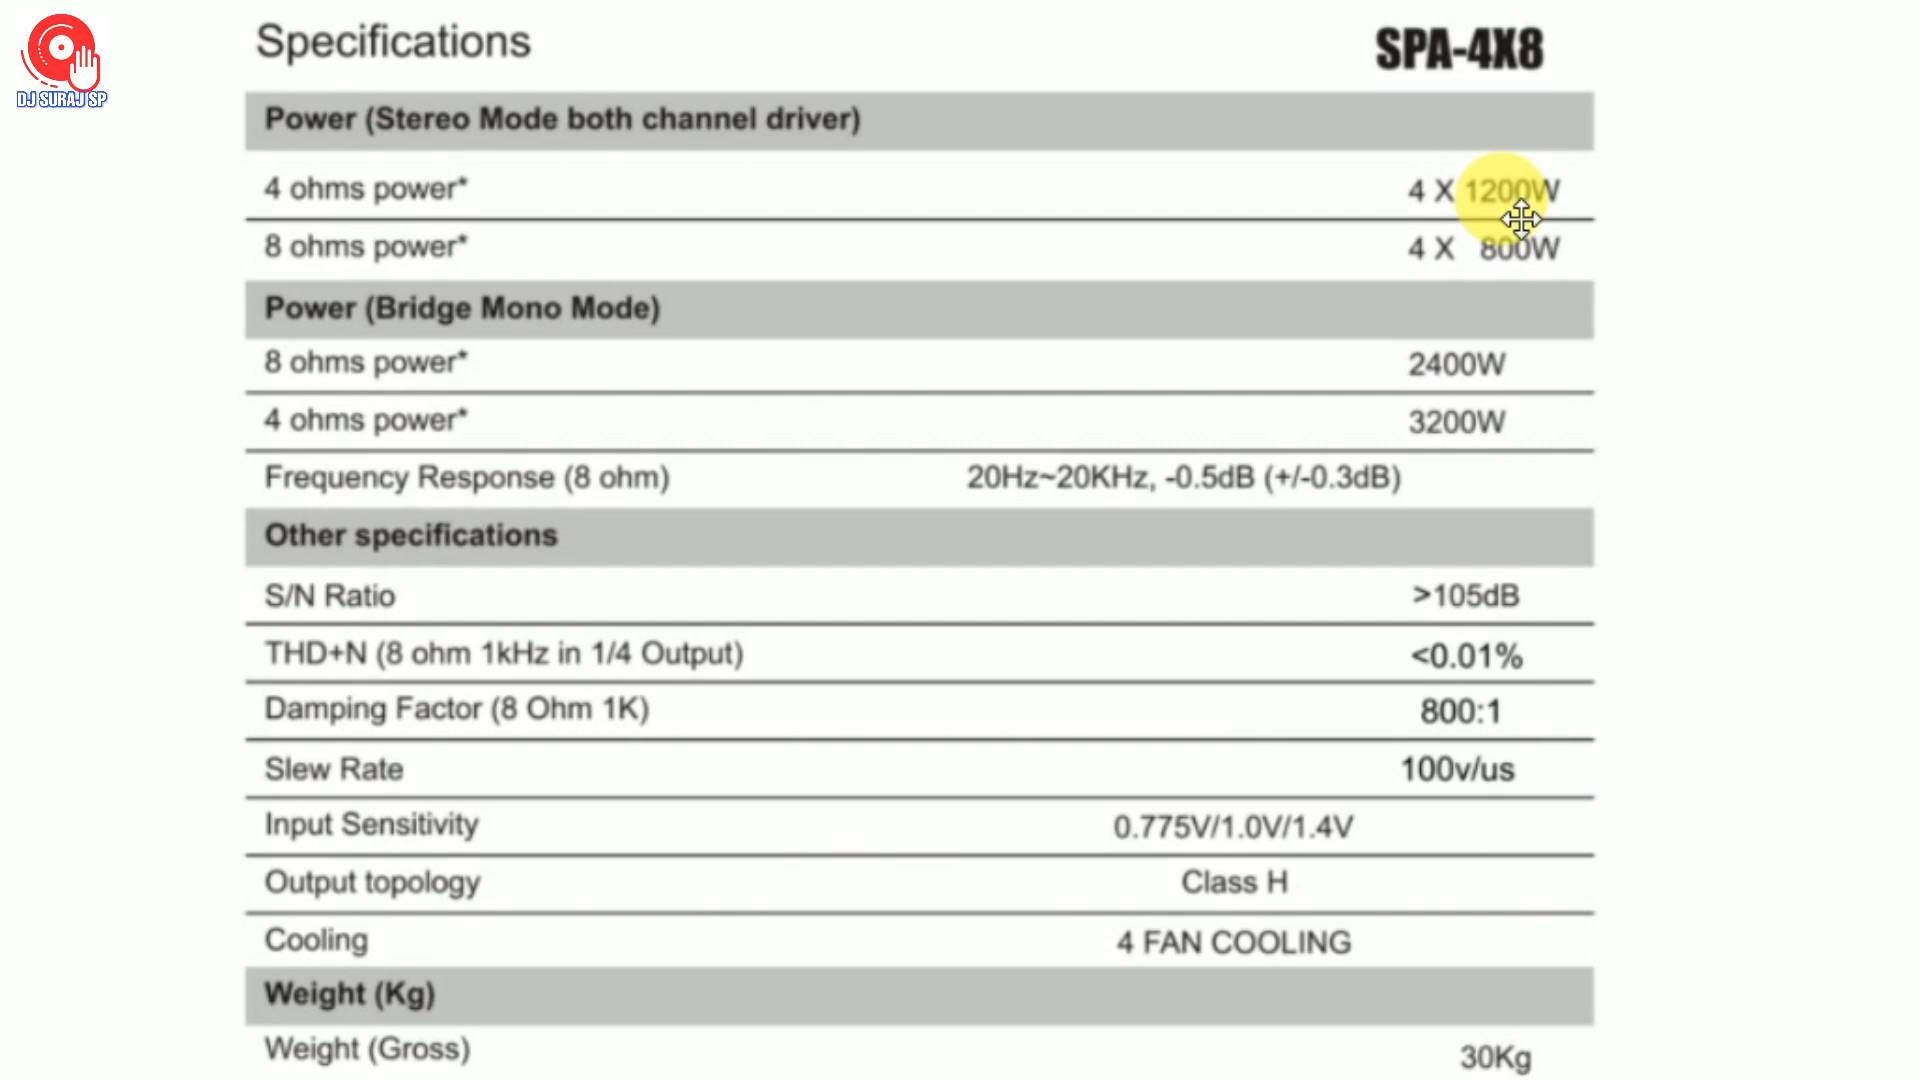 DJ SURAJ SP
Specifications SPA-4X8
Power (Stereo Mode both channel driver)
4 ohms power* 4 X 1200W
8 ohms power* 4 X 800W
Power (Bridge Mono Mode)
8 ohms power* 2400W
4 ohms power* 3200W
Frequency Response (8 ohm) 20Hz~20KHz, -0.5dB (+/-0.3dB)
Other specifications
S/N Ratio >105dB
THD+N (8 ohm 1kHz in 1/4 Output) <0.01%
Damping Factor (8 Ohm 1K) 800:1
Slew Rate 100v/us
Input Sensitivity 0.775V/1.0V/1.4V
Output topology Class H
Cooling 4 FAN COOLING
Weight (Kg)
Weight (Gross) 30Kg